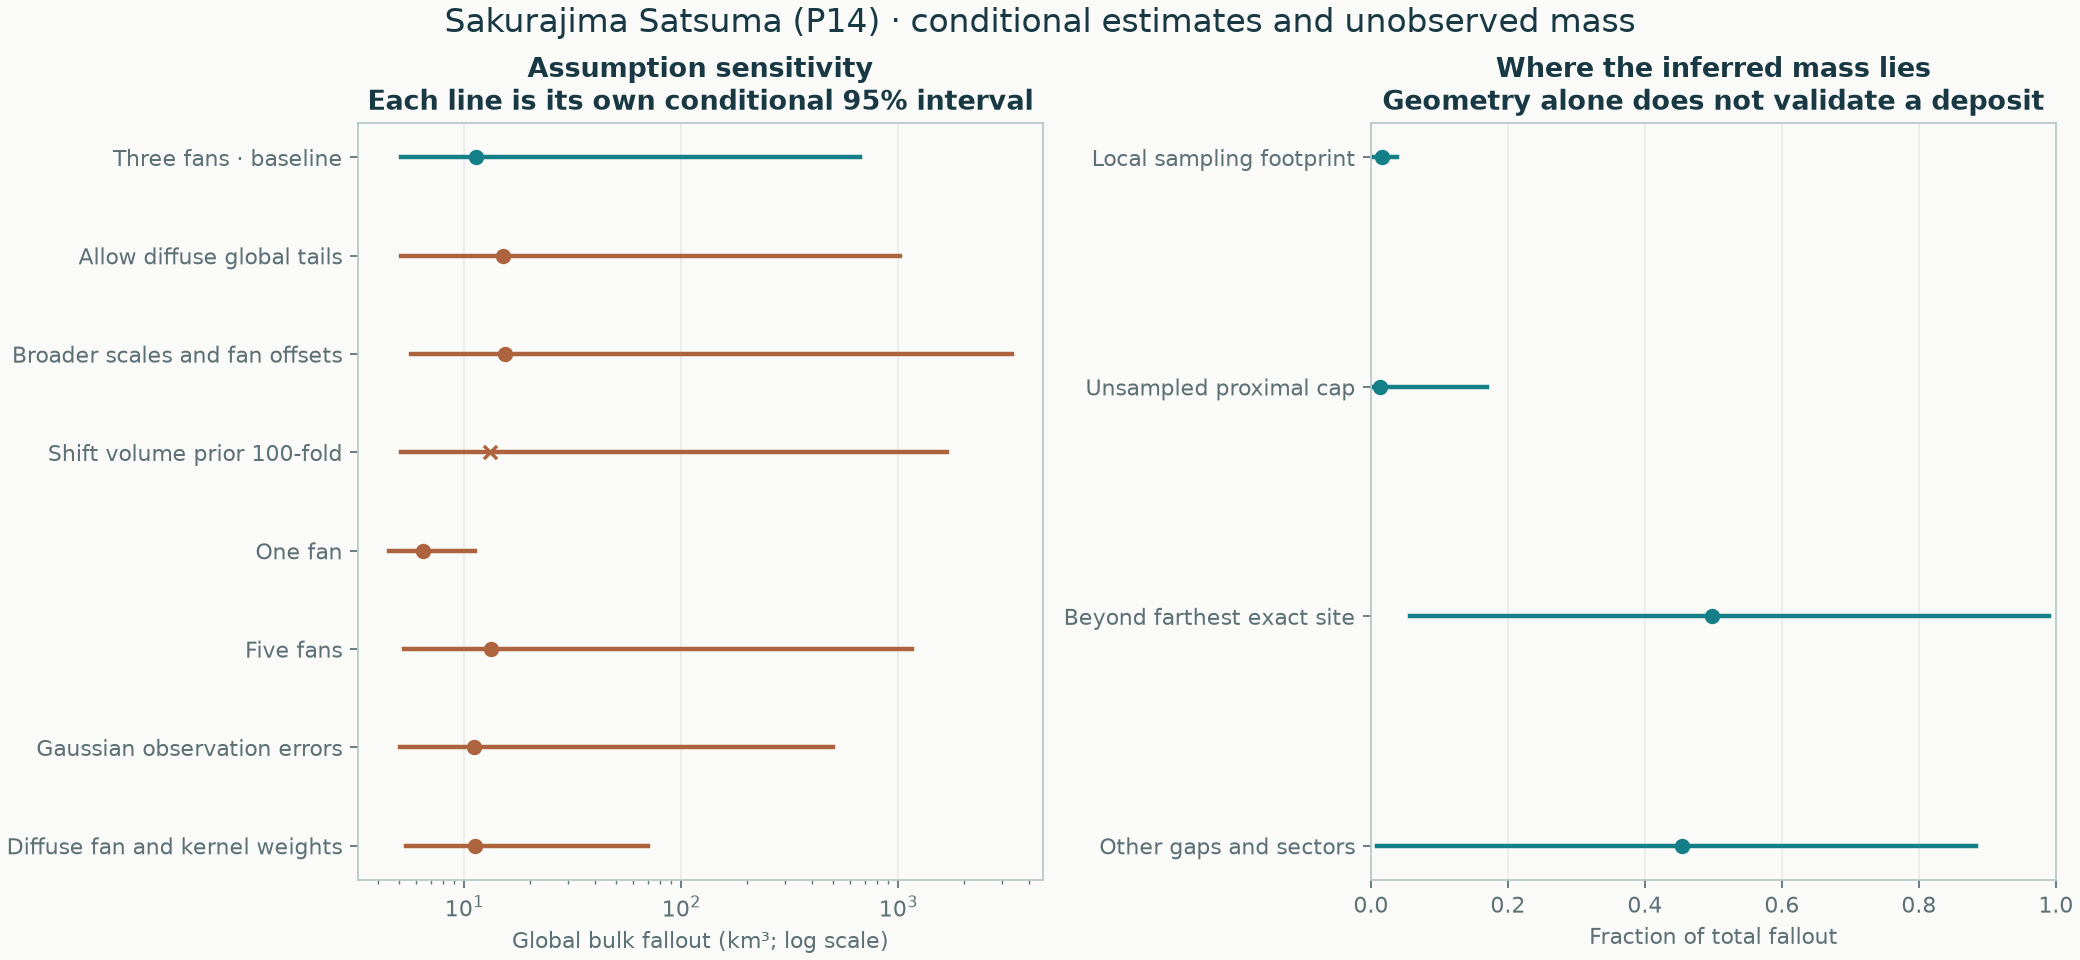 Sakurajima Satsuma (P14) · conditional estimates and unobserved mass
Assumption sensitivity
Each line is its own conditional 95% interval
Three fans · baseline
Allow diffuse global tails
Broader scales and fan offsets
Shift volume prior 100-fold
One fan
Five fans
Gaussian observation errors
Diffuse fan and kernel weights
10¹
10²
10³
Global bulk fallout (km³; log scale)
Where the inferred mass lies
Geometry alone does not validate a deposit
Local sampling footprint
Unsampled proximal cap
Beyond farthest exact site
Other gaps and sectors
0.0
0.2
0.4
0.6
0.8
1.0
Fraction of total fallout